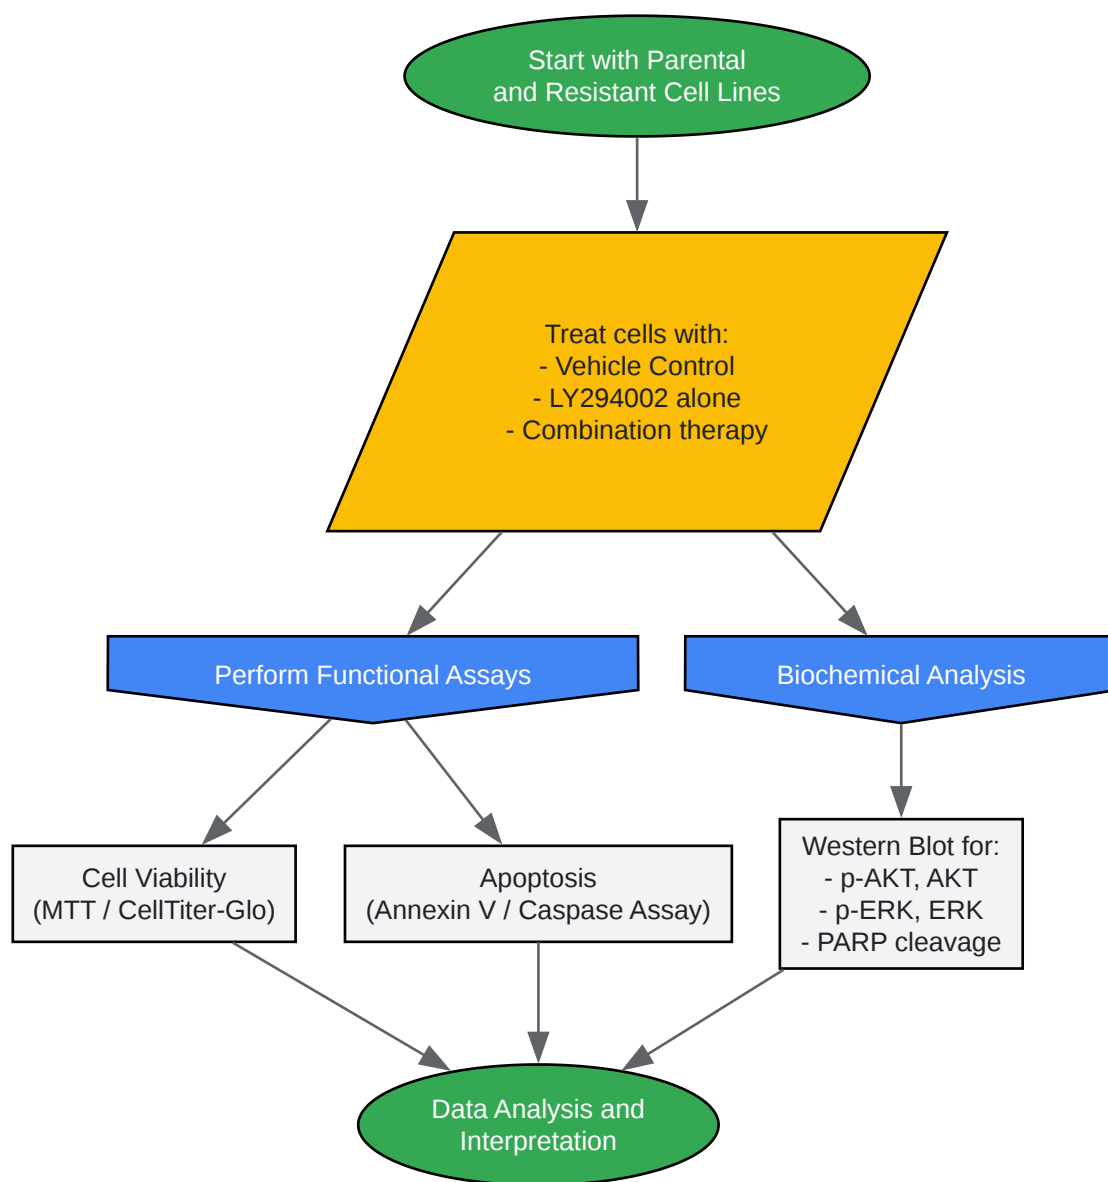 Start with Parental
and Resistant Cell Lines
Treat cells with:
- Vehicle Control
- LY294002 alone
- Combination therapy
Perform Functional Assays
Biochemical Analysis
Cell Viability
(MTT / CellTiter-Glo)
Apoptosis
(Annexin V / Caspase Assay)
Western Blot for:
- p-AKT, AKT
- p-ERK, ERK
- PARP cleavage
Data Analysis and
Interpretation